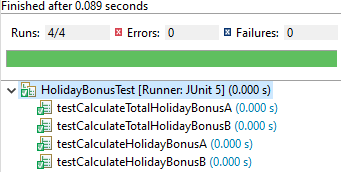 Finished after 0.089 seconds
Runs: 4/4 Errors: 0 Failures: 0
HolidayBonusTest [Runner: JUnit 5] (0.000 s)
testCalculateTotalHolidayBonusA (0.000 s)
testCalculateTotalHolidayBonusB (0.000 s)
testCalculateHolidayBonusA (0.000 s)
testCalculateHolidayBonusB (0.000 s)